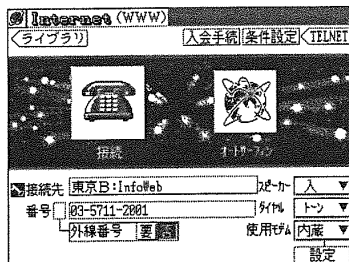 Internet (WWW)
ライブラリ 入会手続 条件設定 TELNET
接続 オートサーフィン
接続先 東京B:InfoWeb スピーカー 入
番号 03-5711-2001 ダイヤル トーン
外線番号 要 使用モデム 内蔵
設定